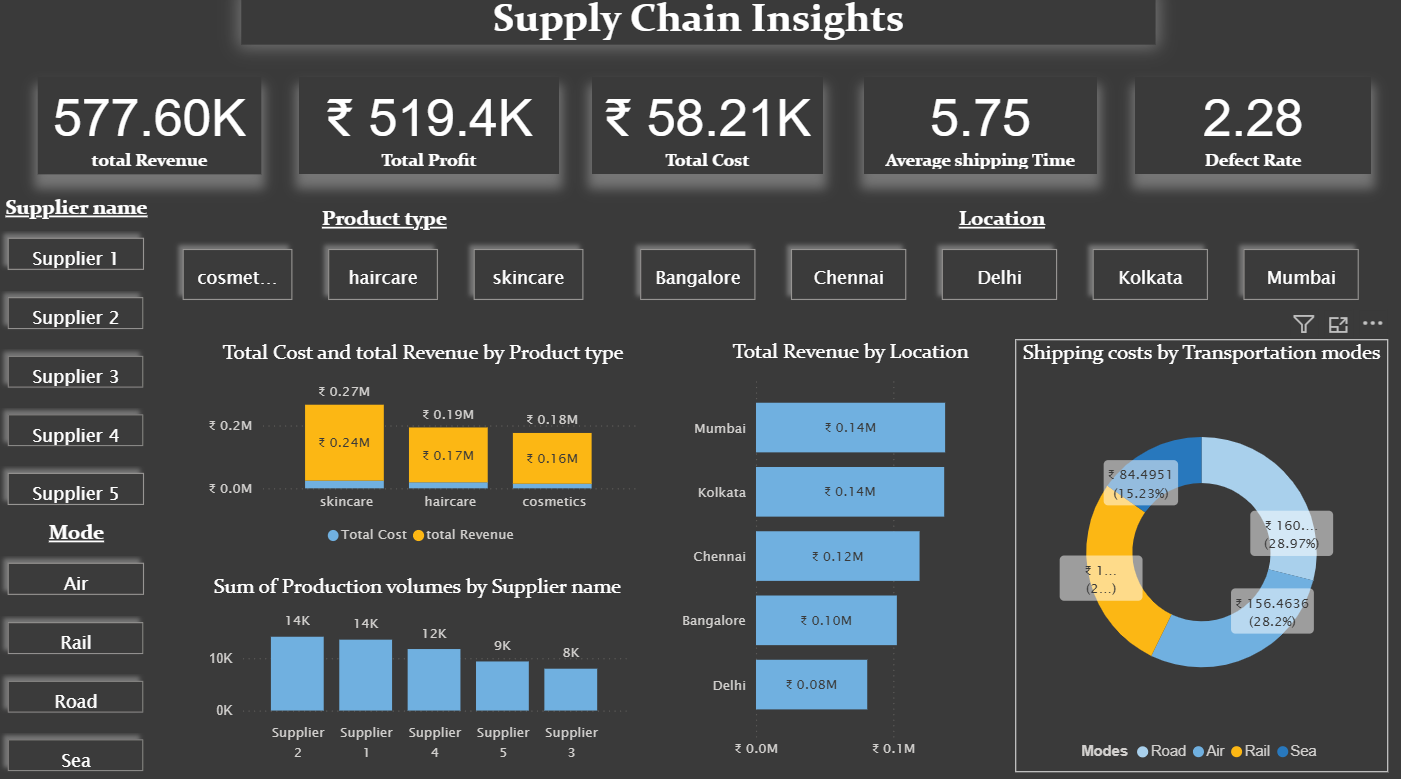 Supply Chain Insights
577.60K
total Revenue
₹ 519.4K
Total Profit
₹ 58.21K
Total Cost
5.75
Average shipping Time
2.28
Defect Rate
Supplier name
Supplier 1
Supplier 2
Supplier 3
Supplier 4
Supplier 5
Mode
Air
Rail
Road
Sea
Product type
cosmet...
haircare
skincare
Location
Bangalore
Chennai
Delhi
Kolkata
Mumbai
Total Cost and total Revenue by Product type
₹ 0.2M
₹ 0.0M
₹ 0.27M
₹ 0.24M
₹ 0.19M
₹ 0.17M
₹ 0.18M
₹ 0.16M
skincare
haircare
cosmetics
Total Cost
total Revenue
Sum of Production volumes by Supplier name
10K
0K
14K
14K
12K
9K
8K
Supplier
2
Supplier
1
Supplier
4
Supplier
5
Supplier
3
Total Revenue by Location
Mumbai
₹ 0.14M
Kolkata
₹ 0.14M
Chennai
₹ 0.12M
Bangalore
₹ 0.10M
Delhi
₹ 0.08M
₹ 0.0M
₹ 0.1M
Shipping costs by Transportation modes
₹ 84.4951
(15.23%)
₹ 160....
(28.97%)
₹ 1...
(2...)
₹ 156.4636
(28.2%)
Modes
Road
Air
Rail
Sea